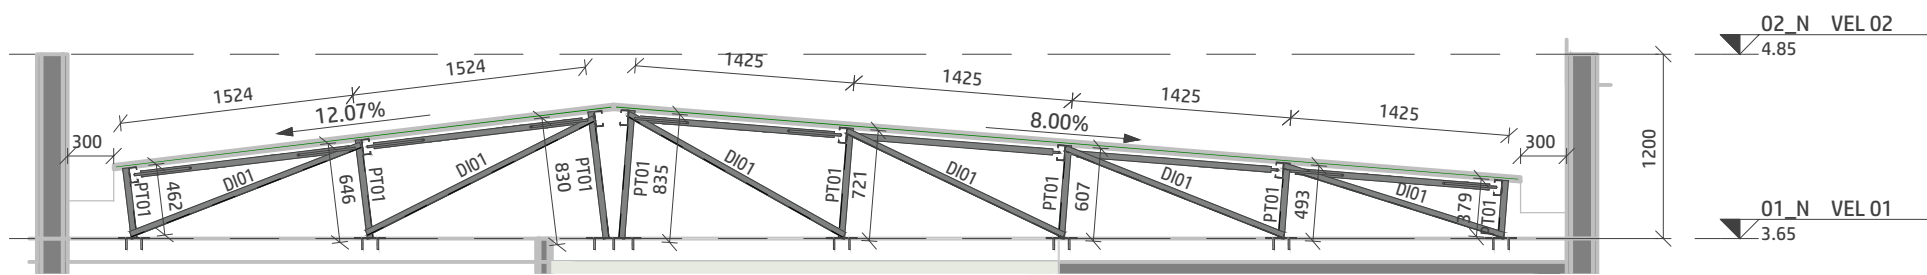 02_N VEL 02
4.85
1524
1524
1425
1425
1425
1425
12.07%
8.00%
300
300
1200
PT01
462
DI01
646
PT01
DI01
830
PT01
PT01
835
DI01
PT01
721
DI01
PT01
607
DI01
PT01
493
DI01
379
PT01
01_N VEL 01
3.65